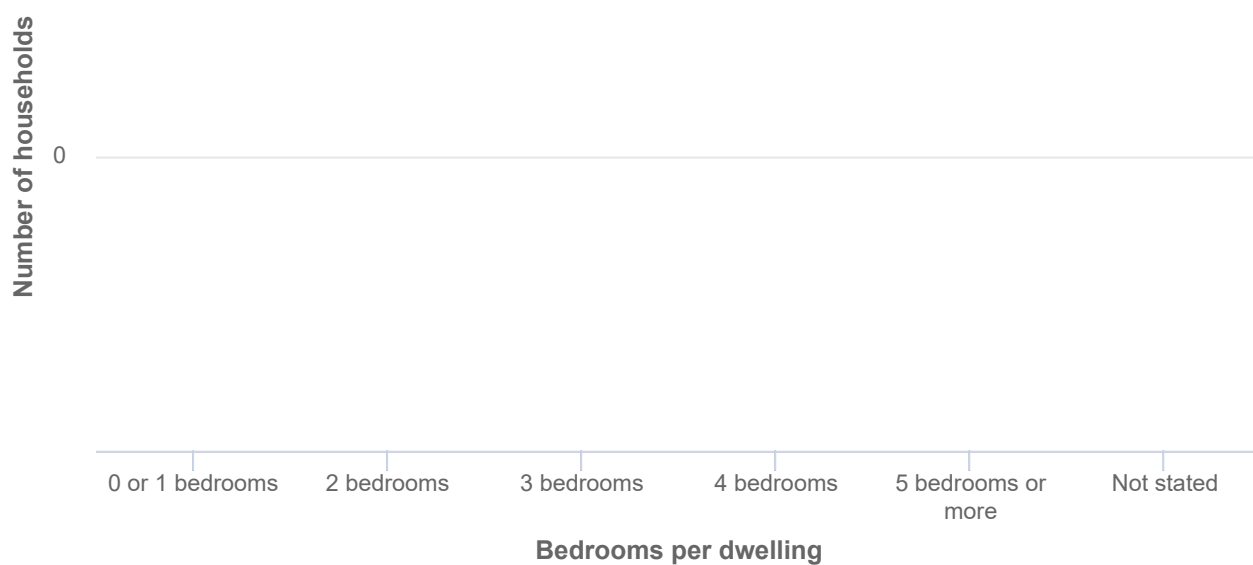 Number of households
0
0 or 1 bedrooms
2 bedrooms
3 bedrooms
4 bedrooms
5 bedrooms or
more
Not stated
Bedrooms per dwelling